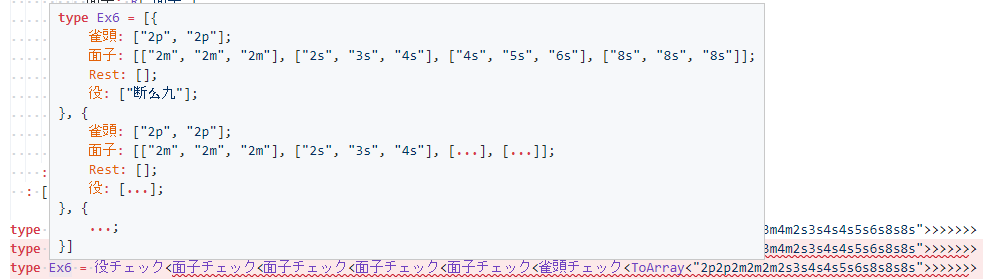 type Ex6 = [{
雀頭: ["2p", "2p"];
面子: [["2m", "2m", "2m"], ["2s", "3s", "4s"], ["4s", "5s", "6s"], ["8s", "8s", "8s"]];
Rest: [];
役: ["断么九"];
}, {
雀頭: ["2p", "2p"];
面子: [["2m", "2m", "2m"], ["2s", "3s", "4s"], [...], [...]];
Rest: [];
役: [...];
}, {
...;
}]
:
: [
type 3m4m2s3s4s4s5s6s8s8s">>>>>>>
type 3m4m2s3s4s4s5s6s8s8s">>>>>>>
type Ex6 = 役チェック<面子チェック<面子チェック<面子チェック<面子チェック<雀頭チェック<ToArray<"2p2p2m2m2m2s3s4s4s5s6s8s8s8s">>>>>>>